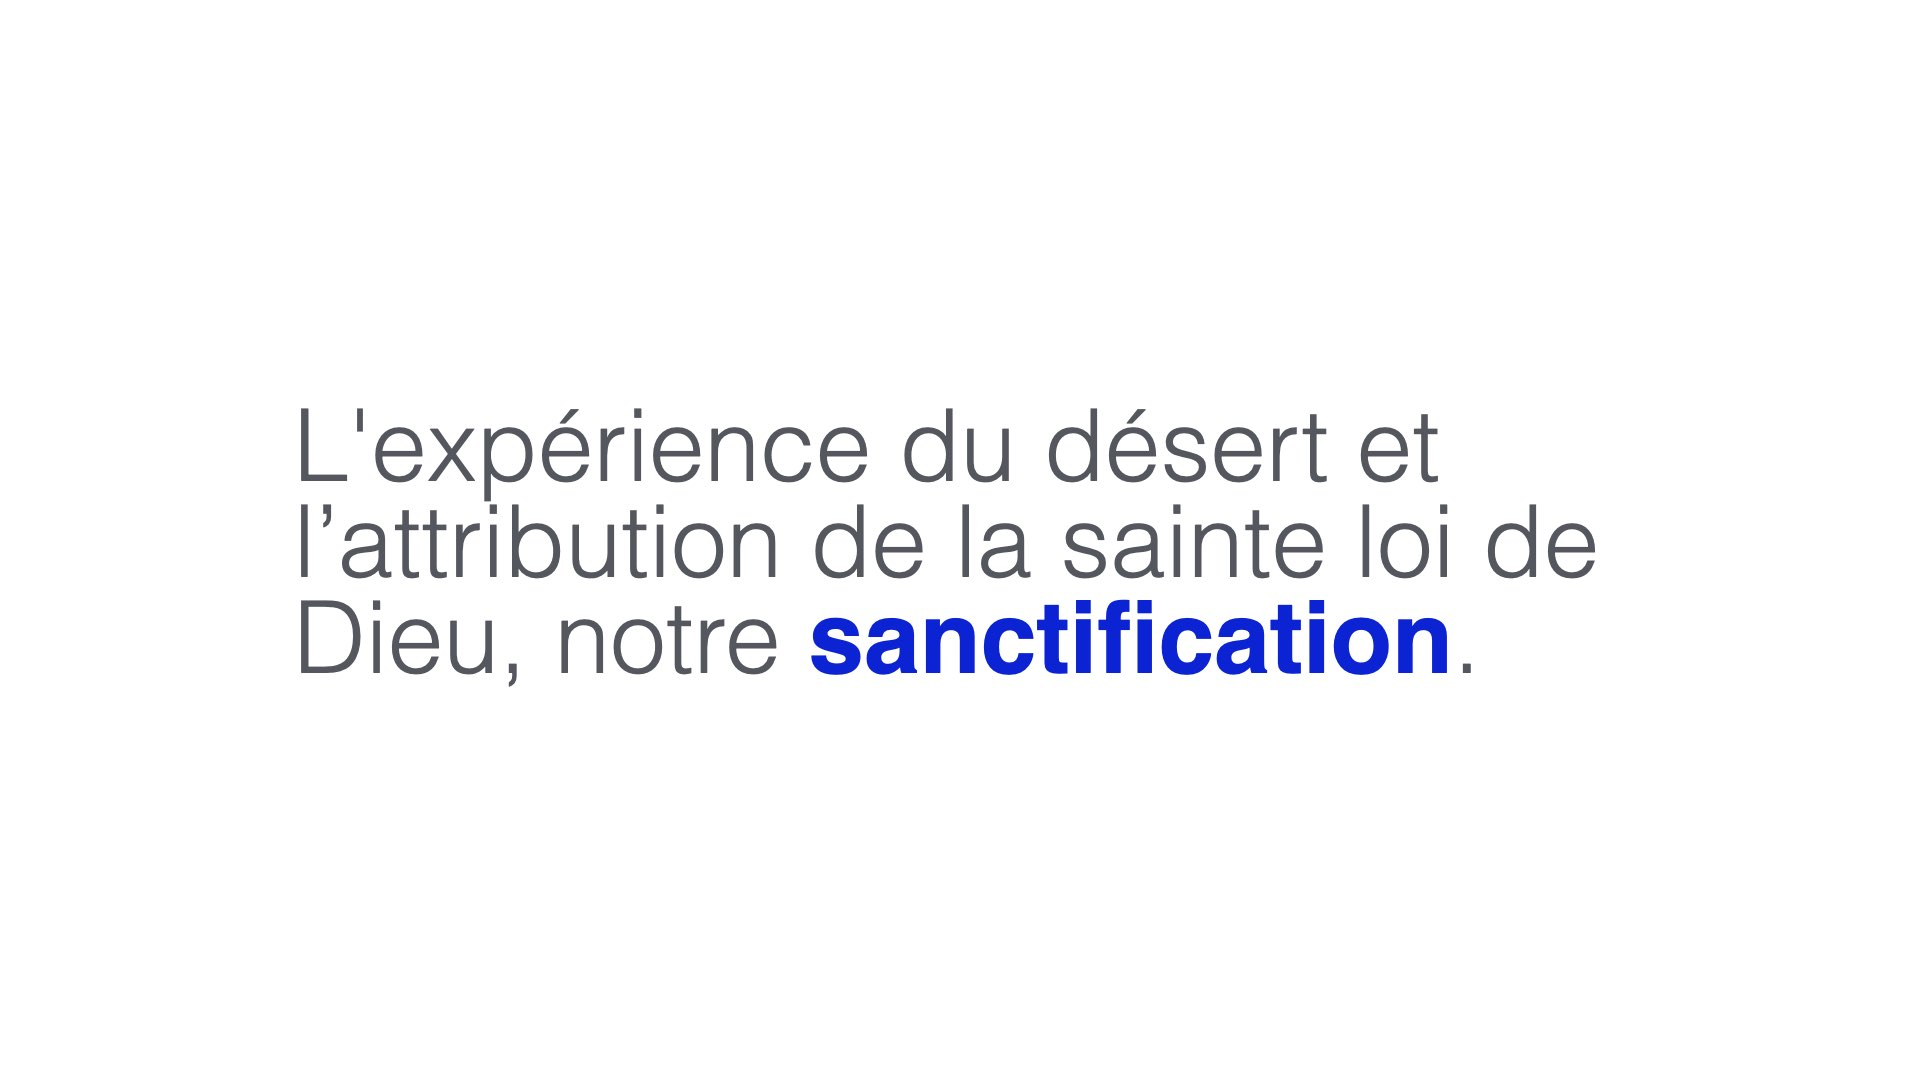 L'expérience du désert et
l’attribution de la sainte loi de
Dieu, notre sanctification.